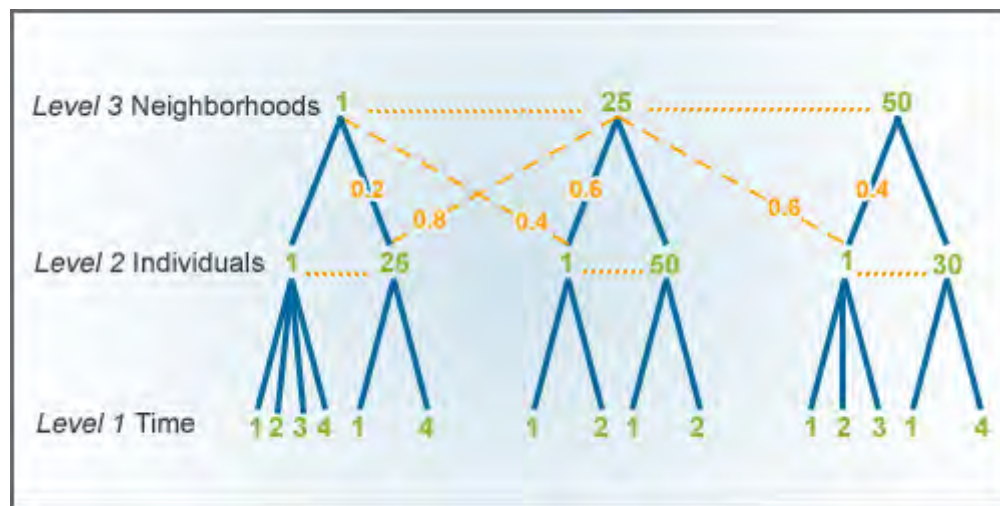 Level 3 Neighborhoods 1 25 50
0.2 0.8 0.4 0.6 0.6 0.4
Level 2 Individuals 1 25 1 50 1 30
Level 1 Time 1 2 3 4 1 4 1 2 1 2 1 2 3 1 4